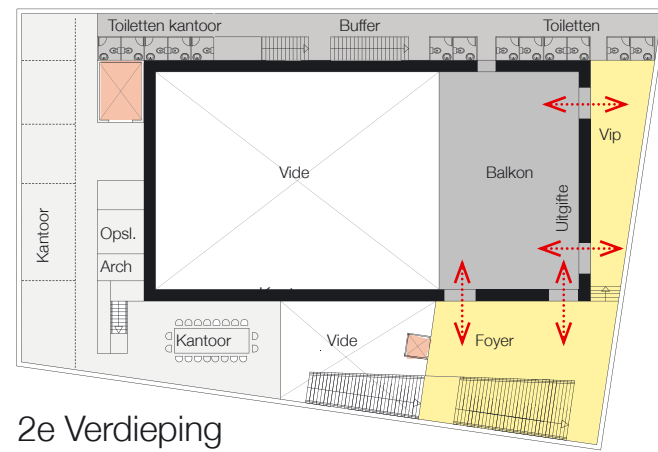 Toiletten kantoor
Buffer
Toiletten
Vip
Vide
Balkon
Uitgifte
Kantoor
Opsl.
Arch
Kantoor
Vide
Foyer
2e Verdieping